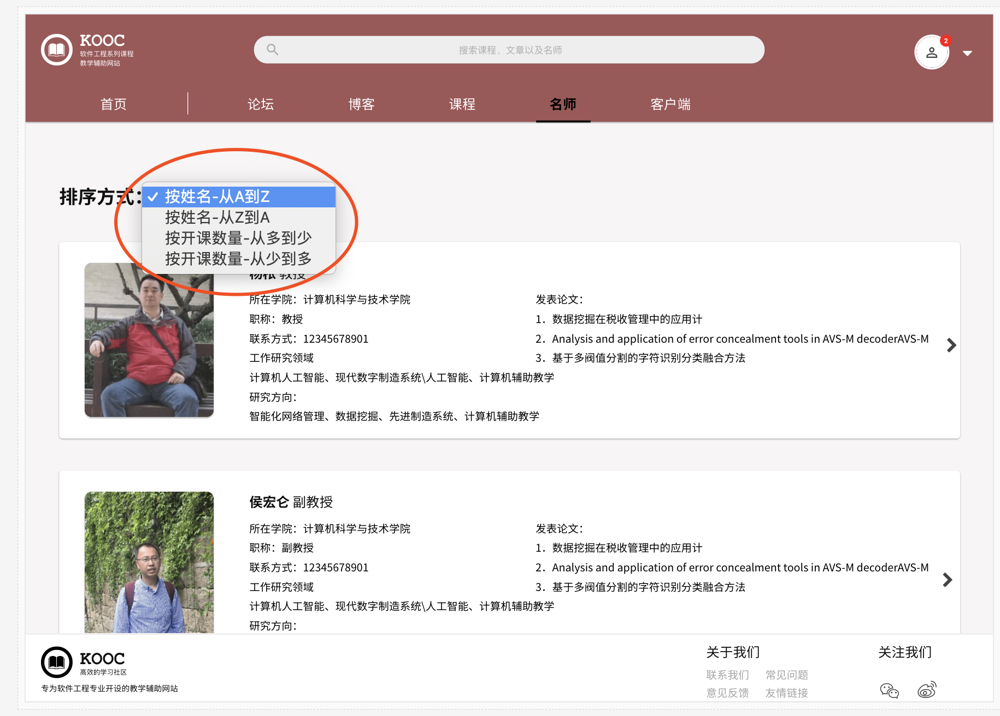 KOOC
软件工程系列课程
教学辅助网站
搜索课程、文章以及名师
2
首页
论坛
博客
课程
名师
客户端
排序方式：
按姓名-从A到Z
按姓名-从Z到A
按开课数量-从多到少
按开课数量-从少到多
教授
所在学院：计算机科学与技术学院
职称：教授
联系方式：12345678901
工作研究领域
计算机人工智能、现代数字制造系统\人工智能、计算机辅助教学
研究方向：
智能化网络管理、数据挖掘、先进制造系统、计算机辅助教学
发表论文：
1. 数据挖掘在税收管理中的应用计
2. Analysis and application of error concealment tools in AVS-M decoderAVS-M
3. 基于多阀值分割的字符识别分类融合方法
侯宏仑 副教授
所在学院：计算机科学与技术学院
职称：副教授
联系方式：12345678901
工作研究领域
计算机人工智能、现代数字制造系统\人工智能、计算机辅助教学
研究方向：
发表论文：
1. 数据挖掘在税收管理中的应用计
2. Analysis and application of error concealment tools in AVS-M decoderAVS-M
3. 基于多阀值分割的字符识别分类融合方法
KOOC
高效的学习社区
专为软件工程专业开设的教学辅助网站
关于我们
联系我们 常见问题
意见反馈 友情链接
关注我们